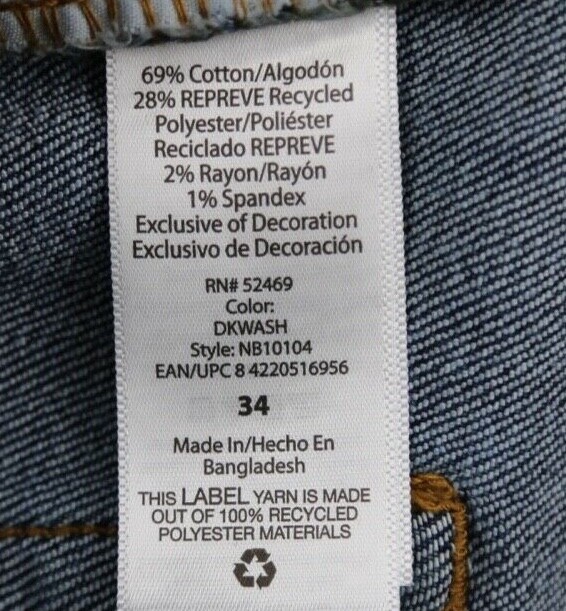 69% Cotton/Algodón
28% REPREVE Recycled
Polyester/Poliéster
Reciclado REPREVE
2% Rayon/Rayón
1% Spandex
Exclusive of Decoration
Exclusivo de Decoración
RN# 52469
Color:
DKWASH
Style: NB10104
EAN/UPC 8 4220516956
34
Made In/Hecho En
Bangladesh
THIS LABEL YARN IS MADE
OUT OF 100% RECYCLED
POLYESTER MATERIALS